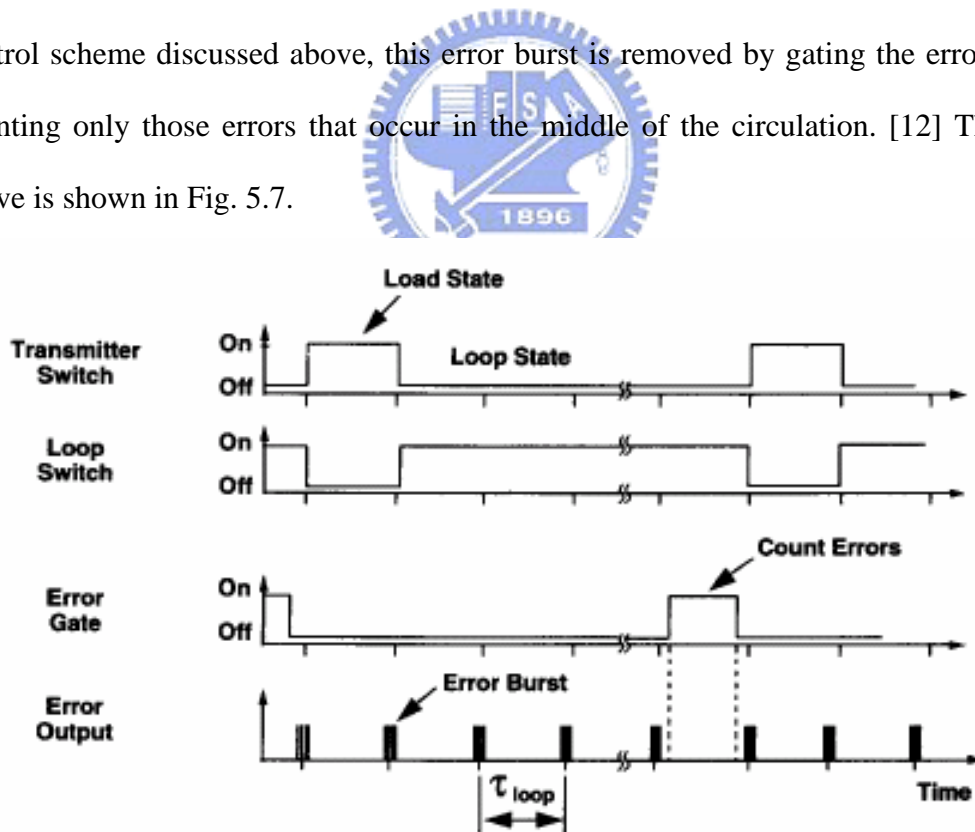 trol scheme discussed above, this error burst is removed by gating the erro
nting only those errors that occur in the middle of the circulation. [12] T
ve is shown in Fig. 5.7.
E S A
1896
Load State
Transmitter Switch
On
Off
Loop State
Loop Switch
On
Off
Count Errors
Error Gate
On
Off
Error Burst
Error Output
τ loop
Time